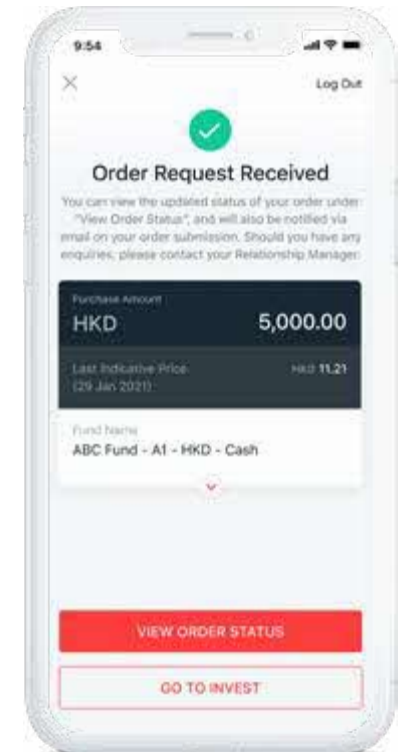 9:54
Log Out
Order Request Received
You can view the updated status of your order under
"View Order Status", and will also be notified via
email on your order submission. Should you have any
enquiries, please contact your Relationship Manager.
Purchase Amount
HKD 5,000.00
Last Indicative Price HKD 11.21
(29 Jan 2021)
Fund Name
ABC Fund - A1 - HKD - Cash
VIEW ORDER STATUS
GO TO INVEST